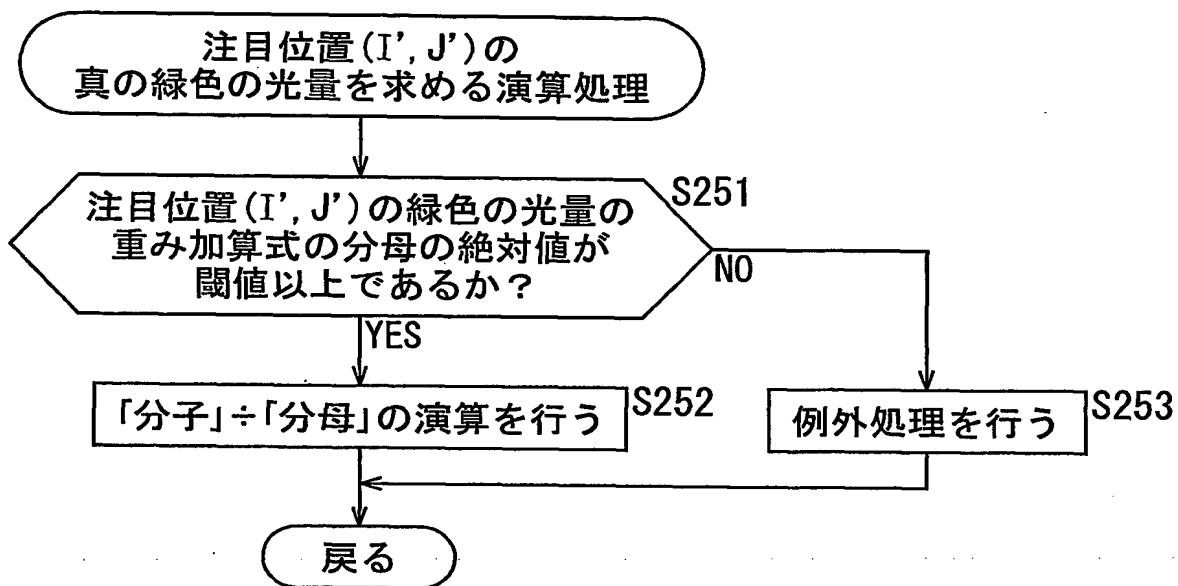 注目位置(I’,J’)の
真の緑色の光量を求める演算処理
注目位置(I’,J’)の緑色の光量の
重み加算式の分母の絶対値が
閾値以上であるか？
S251
NO
YES
「分子」÷「分母」の演算を行う
S252
例外処理を行う
S253
戻る